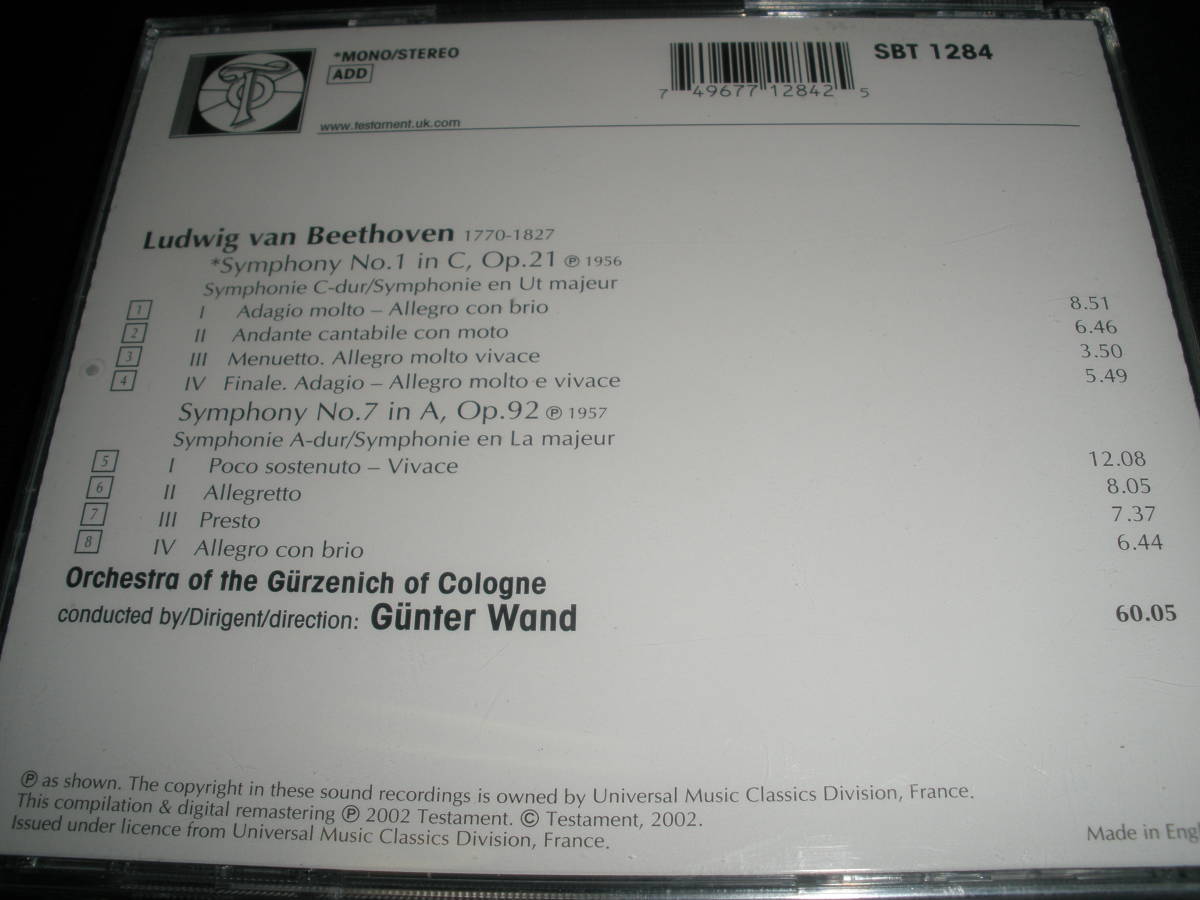 *MONO/STEREO
ADD
www.testament.uk.com
7 49677 12842 5
SBT 1284
Ludwig van Beethoven 1770-1827
*Symphony No.1 in C, Op.21 ℗ 1956
Symphonie C-dur/Symphonie en Ut majeur
1 I Adagio molto – Allegro con brio 8.51
2 II Andante cantabile con moto 6.46
3 III Menuetto. Allegro molto vivace 3.50
4 IV Finale. Adagio – Allegro molto e vivace 5.49
Symphony No.7 in A, Op.92 ℗ 1957
Symphonie A-dur/Symphonie en La majeur
5 I Poco sostenuto – Vivace 12.08
6 II Allegretto 8.05
7 III Presto 7.37
8 IV Allegro con brio 6.44
Orchestra of the Gürzenich of Cologne
conducted by/Dirigent/direction: Günter Wand 60.05
℗ as shown. The copyright in these sound recordings is owned by Universal Music Classics Division, France.
This compilation & digital remastering ℗ 2002 Testament. © Testament, 2002.
Issued under licence from Universal Music Classics Division, France.
Made in Engl